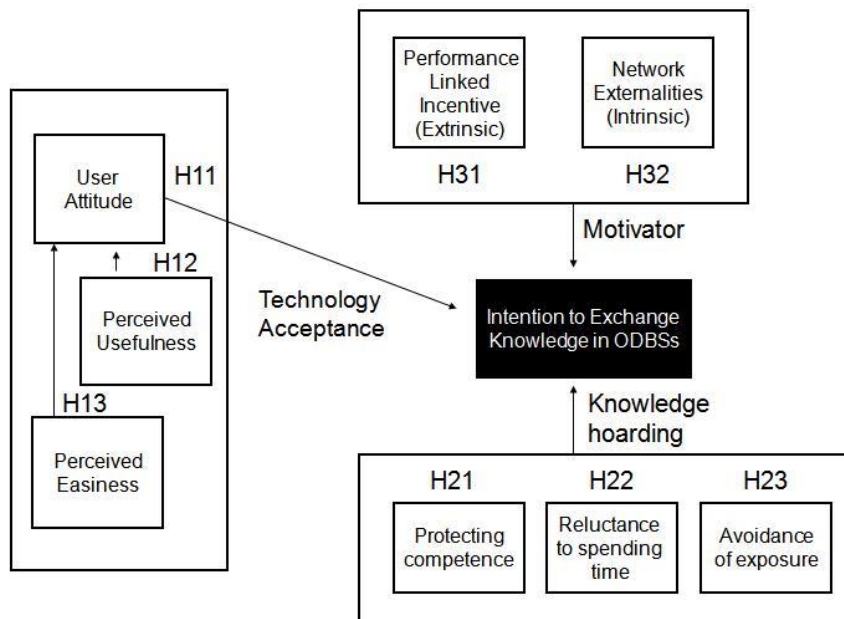 Performance
Linked
Incentive
(Extrinsic)
Network
Externalities
(Intrinsic)
H31
H32
Motivator
User
Attitude
H11
H12
Perceived
Usefulness
H13
Perceived
Easiness
Technology
Acceptance
Intention to Exchange
Knowledge in ODBSs
Knowledge
hoarding
H21
H22
H23
Protecting
competence
Reluctance
to spending
time
Avoidance
of exposure